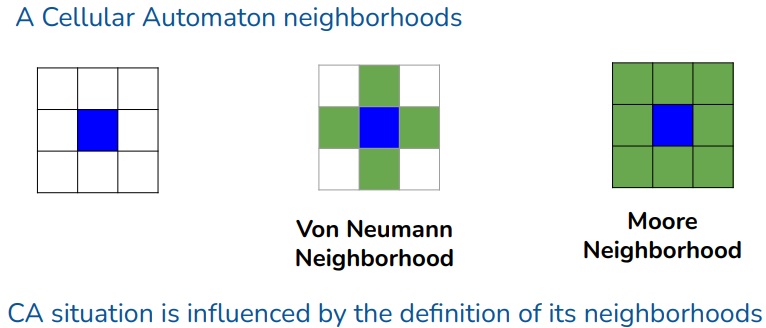 A Cellular Automaton neighborhoods
Von Neumann
Neighborhood
Moore
Neighborhood
CA situation is influenced by the definition of its neighborhoods